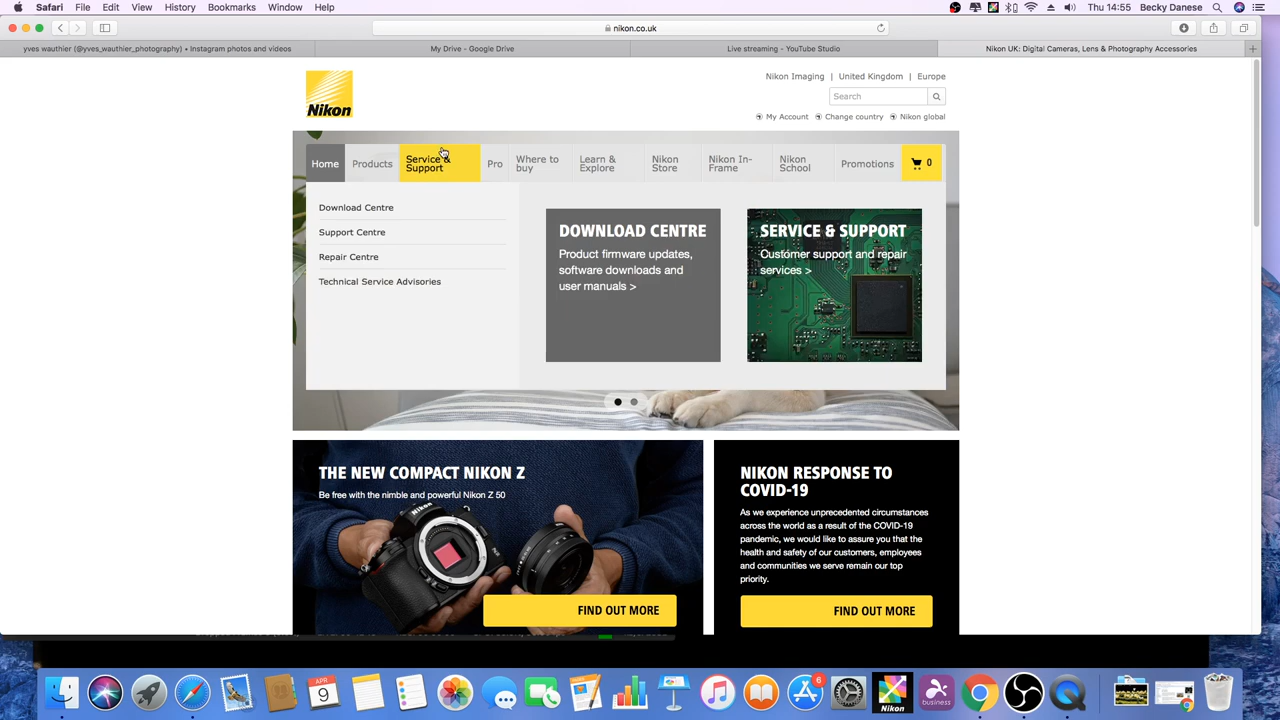 Safari File Edit View History Bookmarks Window Help Thu 14:55 Becky Danese
nikon.co.uk
yves wauthier (@yves_wauthier_photography) • Instagram photos and videos
My Drive - Google Drive
Live streaming - YouTube Studio
Nikon UK: Digital Cameras, Lens & Photography Accessories
Nikon
Nikon Imaging | United Kingdom | Europe
Search
My Account Change country Nikon global
Home
Products
Service &
Support
Pro
Where to
buy
Learn &
Explore
Nikon
Store
Nikon In-
Frame
Nikon
School
Promotions
0
Download Centre
Support Centre
Repair Centre
Technical Service Advisories
DOWNLOAD CENTRE
Product firmware updates,
software downloads and
user manuals >
SERVICE & SUPPORT
Customer support and repair
services >
THE NEW COMPACT NIKON Z
Be free with the nimble and powerful Nikon Z 50
Nikon
FIND OUT MORE
NIKON RESPONSE TO
COVID-19
As we experience unprecedented circumstances
across the world as a result of the COVID-19
pandemic, we would like to assure you that the
health and safety of our customers, employees
and communities we serve remain our top
priority.
FIND OUT MORE
APR
9
6
Nikon
business